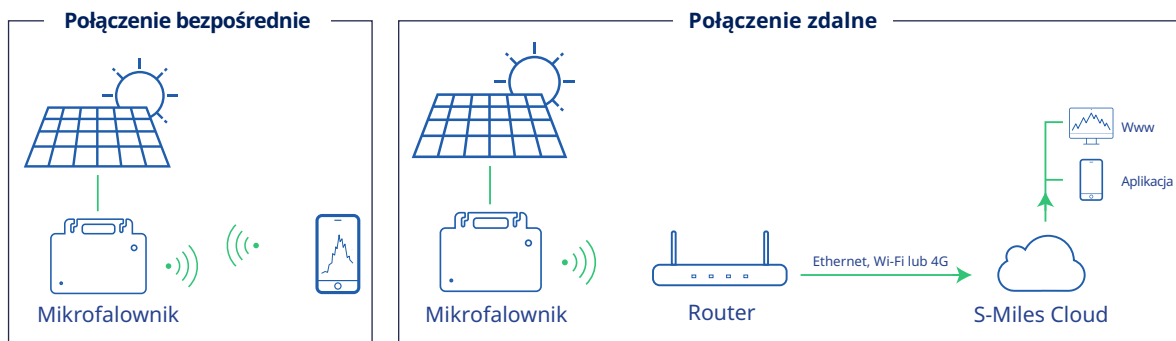 Połączenie bezpośrednie
Mikrofalownik
Połączenie zdalne
Www
Aplikacja
Ethernet, Wi-Fi lub 4G
Mikrofalownik
Router
S-Miles Cloud